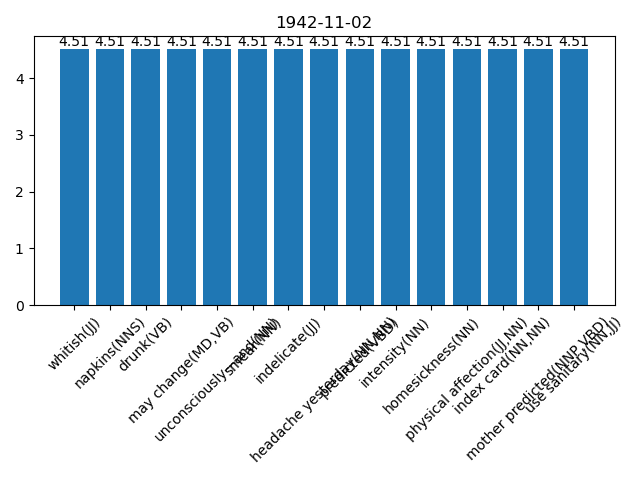 1942-11-02
4.51 4.51 4.51 4.51 4.51 4.51 4.51 4.51 4.51 4.51 4.51 4.51 4.51 4.51 4.51
4
3
2
1
0
whitish(JJ)
napkins(NNS)
drunk(VB)
may change(MD,VB)
unconsciously
smear(NN)
indelicate(JJ)
headache yesterday(NN,NN)
predicted(VBD)
intensity(NN)
homesickness(NN)
physical affection(JJ,NN)
index card(NN,NN)
mother predicted(NNP,VBD)
use sanitary(NN,JJ)